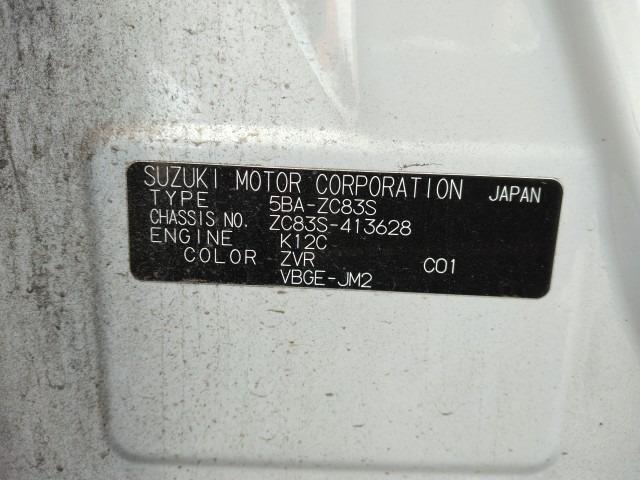 SUZUKI MOTOR CORPORATION JAPAN
TYPE 5BA-ZC83S
CHASSIS NO. ZC83S-413628
ENGINE K12C
COLOR ZVR C01
VBGE-JM2